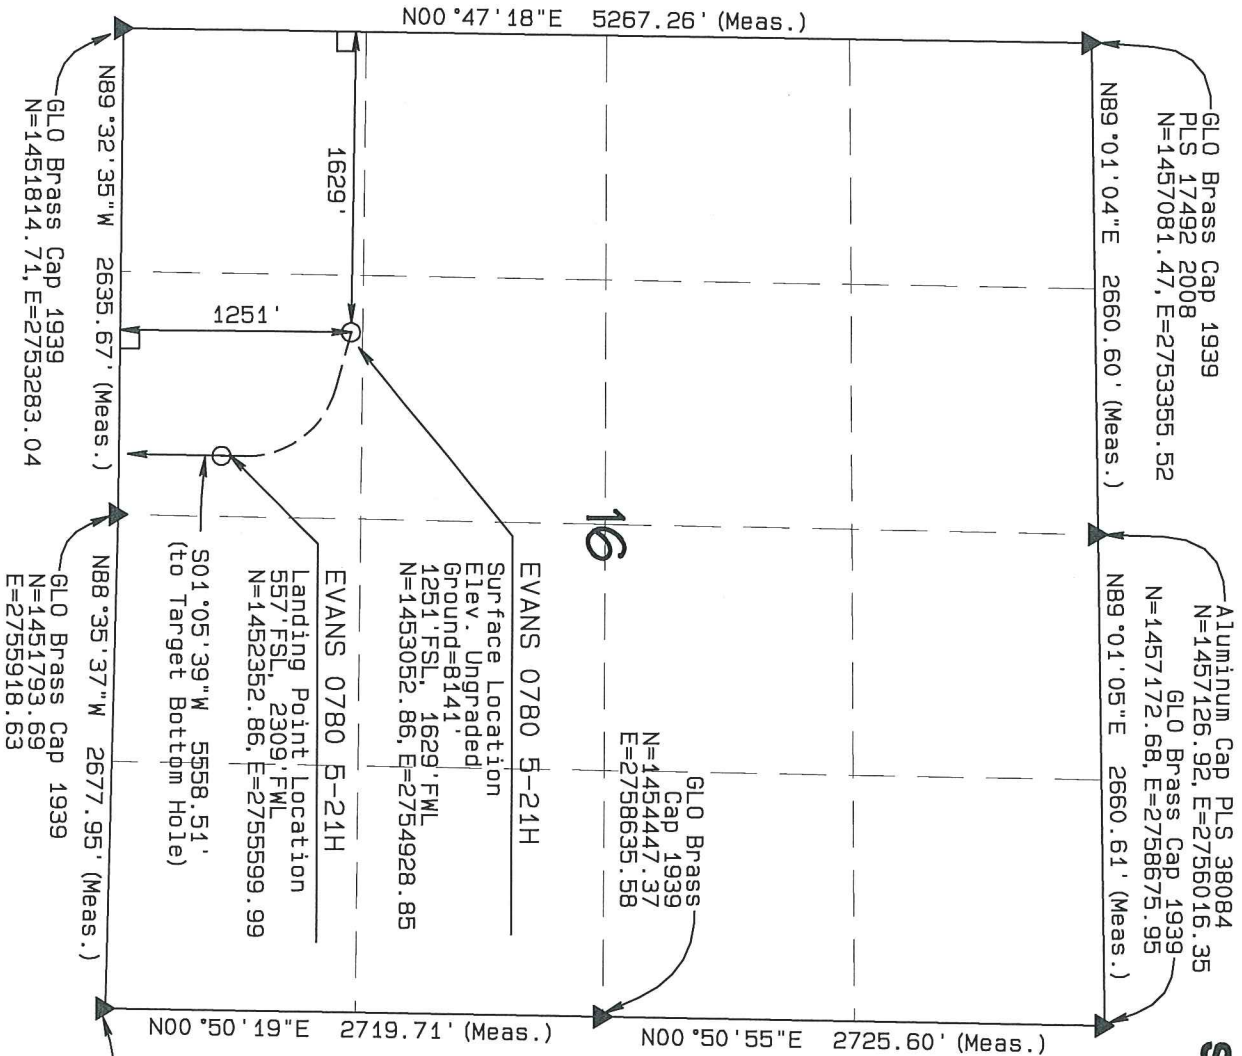 N00°47'18"E 5267.26' (Meas.)
GLO Brass Cap 1939
PLS 17492 2008
N=1457081.47, E=2753355.52
N89°01'04"E 2660.60' (Meas.)
Aluminum Cap PLS 38084
N=1457126.92, E=2756016.35
GLO Brass Cap 1939
N=1457172.68, E=2758675.95
N89°01'05"E 2660.61' (Meas.)
S
16
GLO Brass
Cap 1939
N=1454447.37
E=2758635.58
1629'
1251'
EVANS 0780 5-21H
Surface Location
Elev. Ungraded
Ground=8141'
1251'FSL, 1629'FWL
N=1453052.86, E=2754928.85
EVANS 0780 5-21H
Landing Point Location
557'FSL, 2309'FWL
N=1452352.86, E=2755599.99
S01°05'39"W 5558.51'
(to Target Bottom Hole)
N89°32'35"W 2635.67' (Meas.)
GLO Brass Cap 1939
N=1451814.71, E=2753283.04
N88°35'37"W 2677.95' (Meas.)
GLO Brass Cap 1939
N=1451793.69
E=2755918.63
N00°50'19"E 2719.71' (Meas.)
N00°50'55"E 2725.60' (Meas.)